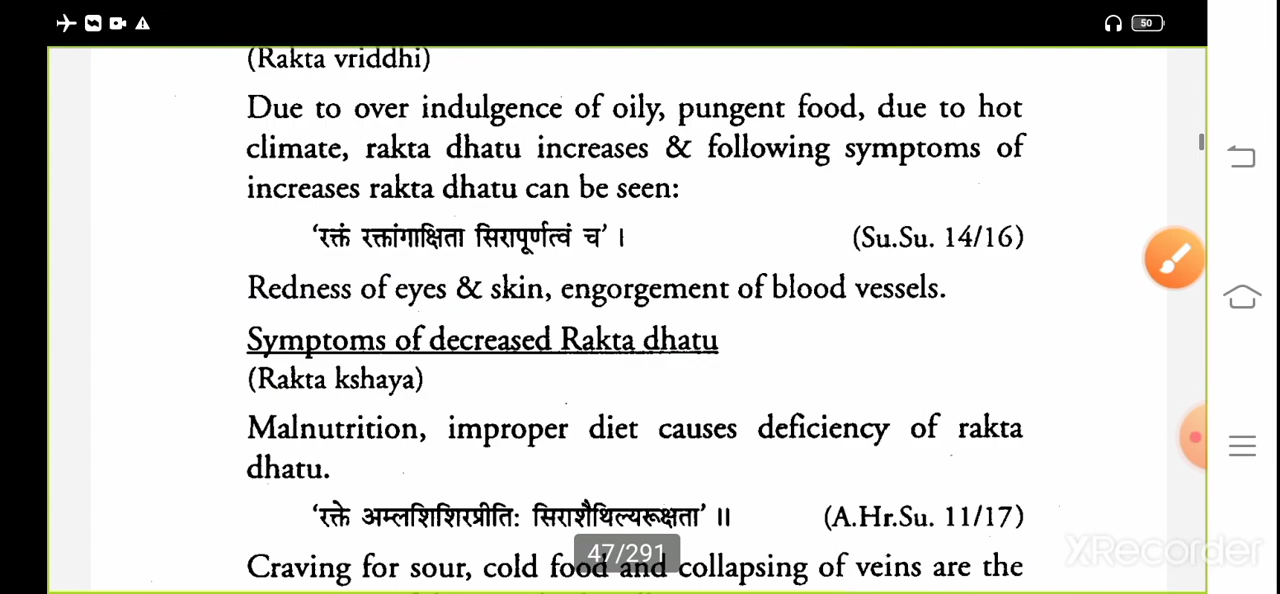 50
(Rakta vriddhi)
Due to over indulgence of oily, pungent food, due to hot
climate, rakta dhatu increases & following symptoms of
increases rakta dhatu can be seen:
‘रक्तं रक्तांगाक्षिता सिरापूर्णत्वं च’ । (Su.Su. 14/16)
Redness of eyes & skin, engorgement of blood vessels.
Symptoms of decreased Rakta dhatu
(Rakta kshaya)
Malnutrition, improper diet causes deficiency of rakta
dhatu.
‘रक्ते अम्लशिशिरप्रीतिः सिराशैथिल्यरूक्षता’ ॥ (A.Hr.Su. 11/17)
47/291
Craving for sour, cold food and collapsing of veins are the
XRecorder